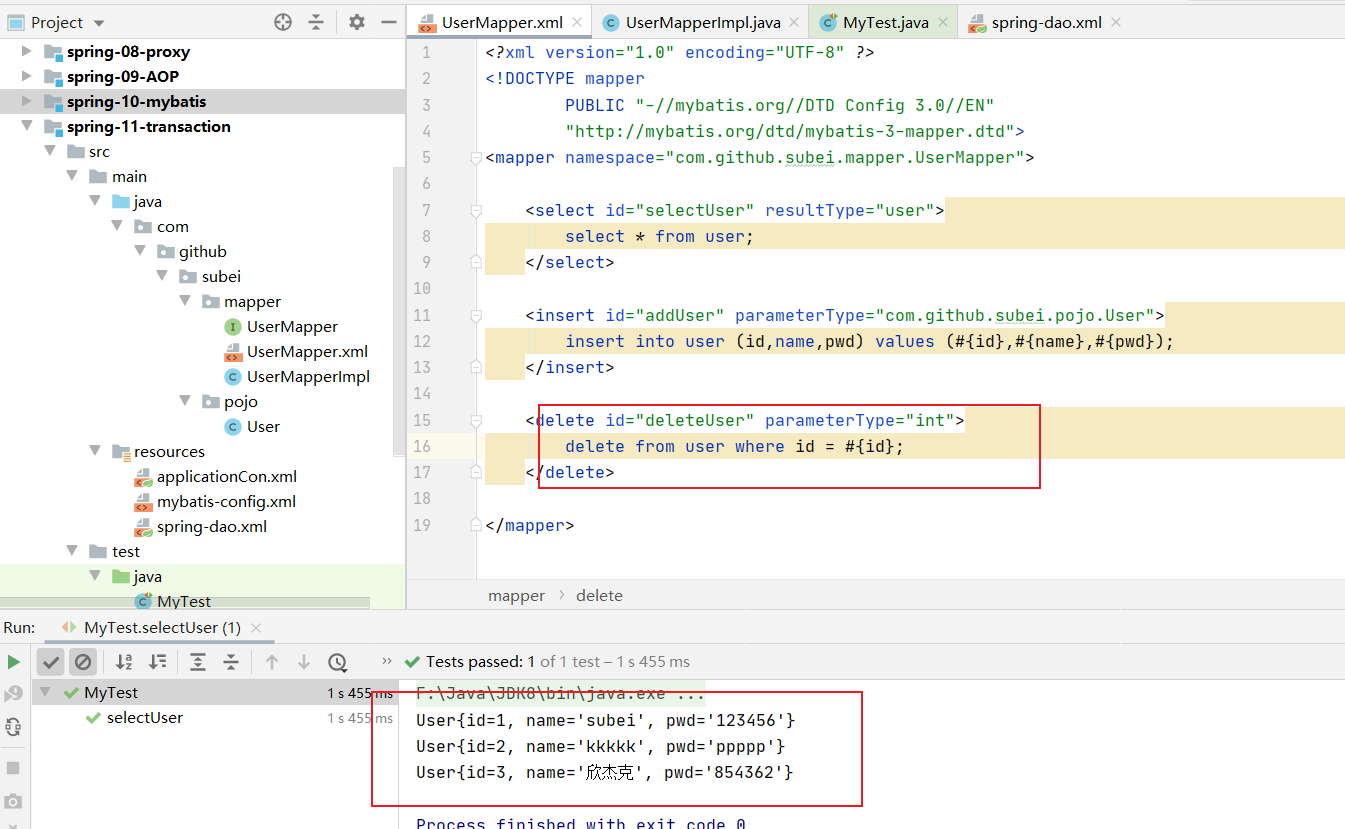 Project
spring-08-proxy
spring-09-AOP
spring-10-mybatis
spring-11-transaction
src
main
java
com
github
subei
mapper
UserMapper
UserMapper.xml
UserMapperImpl
pojo
User
resources
applicationCon.xml
mybatis-config.xml
spring-dao.xml
test
java
MyTest
UserMapper.xml UserMapperImpl.java MyTest.java spring-dao.xml
1 <?xml version="1.0" encoding="UTF-8" ?>
2 <!DOCTYPE mapper
3 PUBLIC "-//mybatis.org//DTD Config 3.0//EN"
4 "http://mybatis.org/dtd/mybatis-3-mapper.dtd">
5 <mapper namespace="com.github.subei.mapper.UserMapper">
6
7 <select id="selectUser" resultType="user">
8 select * from user;
9 </select>
10
11 <insert id="addUser" parameterType="com.github.subei.pojo.User">
12 insert into user (id,name,pwd) values (#{id},#{name},#{pwd});
13 </insert>
14
15 <delete id="deleteUser" parameterType="int">
16 delete from user where id = #{id};
17 </delete>
18
19 </mapper>
mapper > delete
Run: MyTest.selectUser (1)
Tests passed: 1 of 1 test – 1 s 455 ms
MyTest 1 s 455 ms
selectUser 1 s 455 ms
F:\Java\JDK8\bin\java.exe ...
User{id=1, name='subei', pwd='123456'}
User{id=2, name='kkkkk', pwd='ppppp'}
User{id=3, name='欣杰克', pwd='854362'}
Process finished with exit code 0